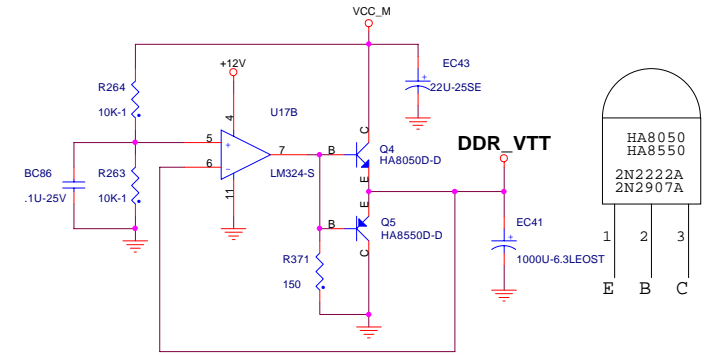 VCC_M
+12V
EC43
22U-25SE
R264
10K-1
U17B
4
5
+
7
6
-
11
LM324-S
B
C
Q4
HA8050D-D
E
DDR_VTT
BC86
.1U-25V
R263
10K-1
E
B
Q5
HA8550D-D
C
R371
150
EC41
1000U-6.3LEOST
HA8050
HA8550
2N2222A
2N2907A
1 2 3
E B C